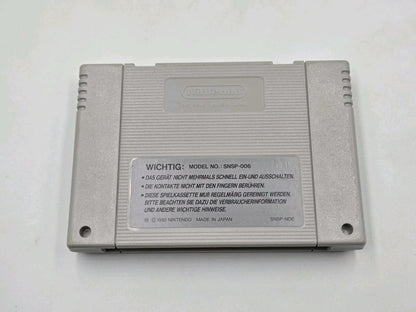 Nintendo
WICHTIG: MODEL NO.: SNSP-006
• DAS GERÄT NICHT MEHRMALS SCHNELL EIN-UND AUSSCHALTEN.
• DIE KONTAKTE NICHT MIT DEN FINGERN BERÜHREN.
• DIESE SPIELKASSETTE MUß REGELMÄßIG GEREINIGT WERDEN.
BITTE BEACHTEN SIE DAZU DIE VERBRAUCHERINFORMATION
UND ANDERE WICHTIGE HINWEISE.
NINTENDO MADE IN JAPAN SNSP-NOE